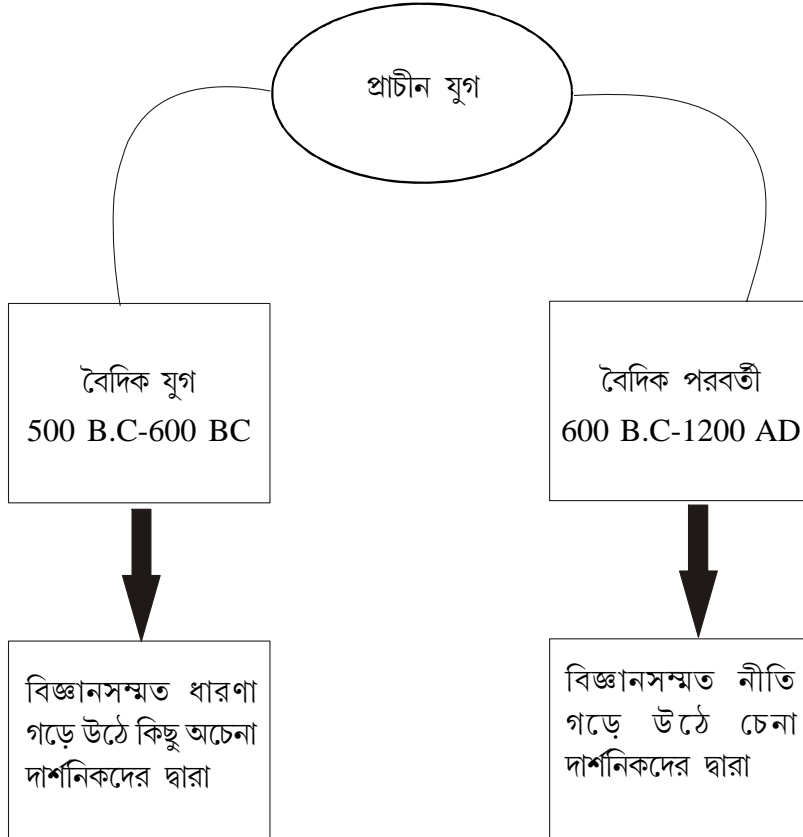 প্রাচীন যুগ
বৈদিক যুগ
500 B.C-600 BC
বৈদিক পরবর্তী
600 B.C-1200 AD
বিজ্ঞানসম্মত ধারণা
গড়ে উঠে কিছু অচেনা
দার্শনিকদের দ্বারা
বিজ্ঞানসম্মত নীতি
গড়ে উঠে চেনা
দার্শনিকদের দ্বারা